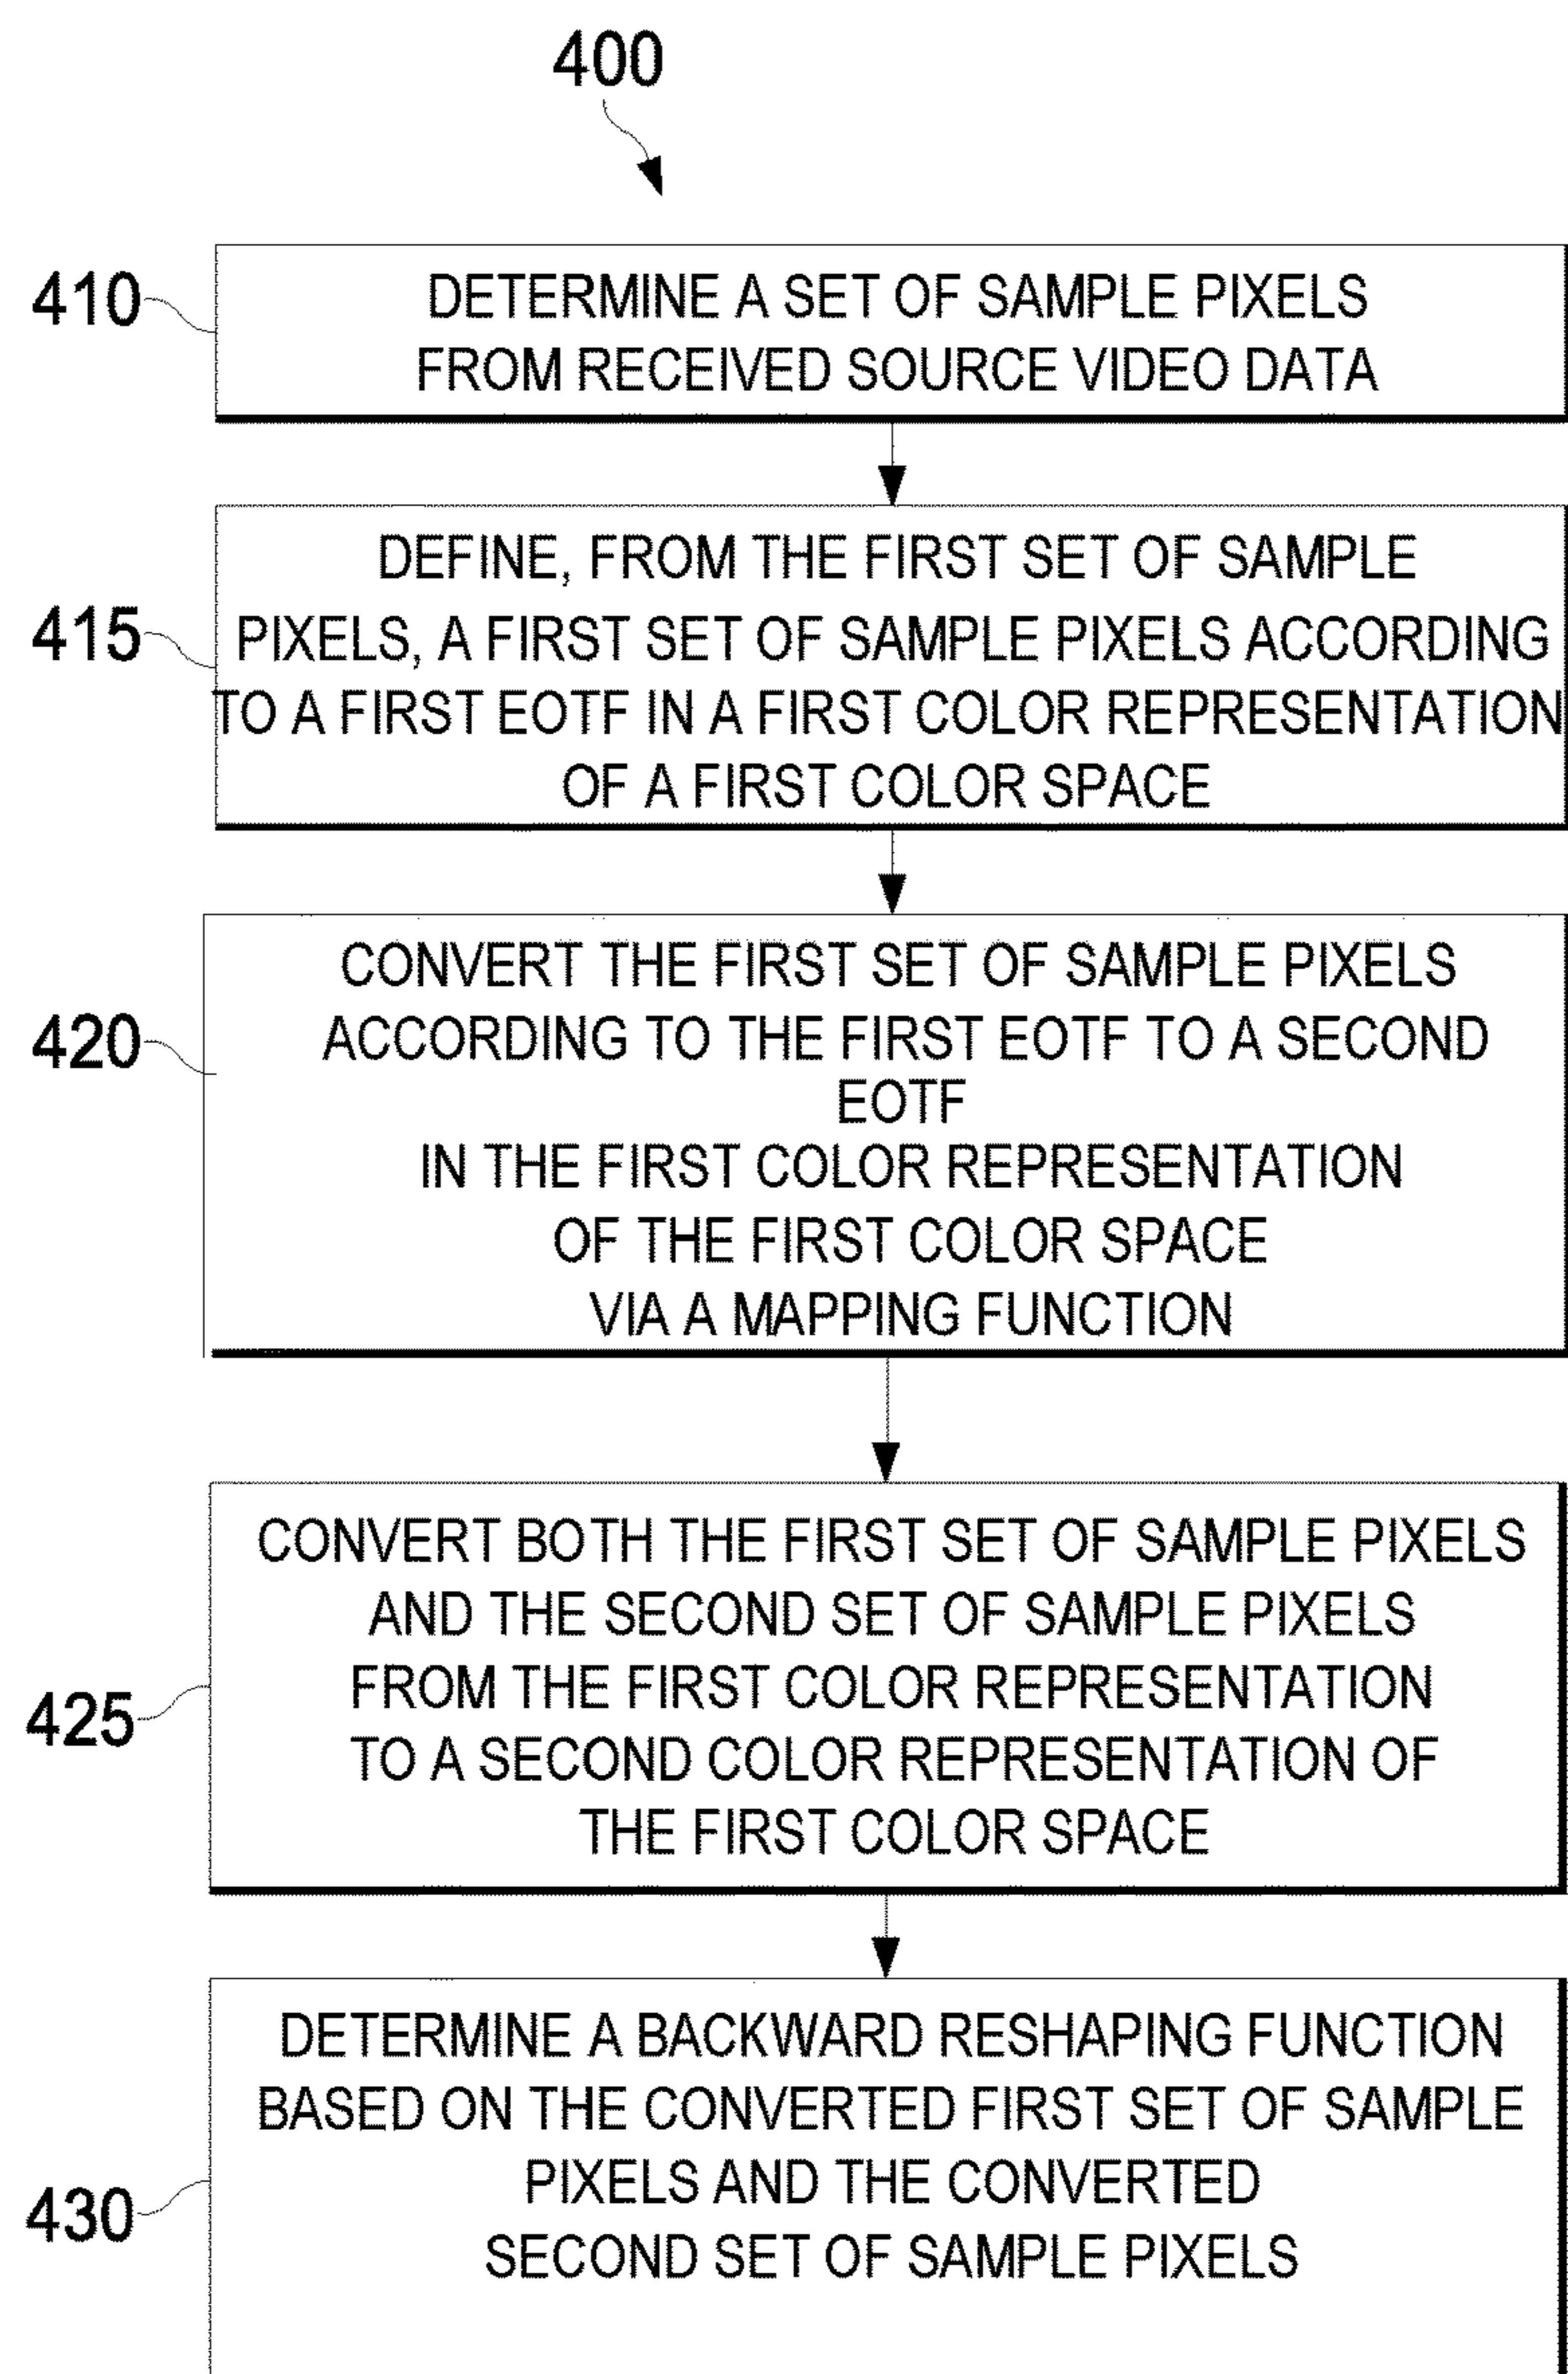 400
410
DETERMINE A SET OF SAMPLE PIXELS
FROM RECEIVED SOURCE VIDEO DATA
415
DEFINE, FROM THE FIRST SET OF SAMPLE
PIXELS, A FIRST SET OF SAMPLE PIXELS ACCORDING
TO A FIRST EOTF IN A FIRST COLOR REPRESENTATION
OF A FIRST COLOR SPACE
420
CONVERT THE FIRST SET OF SAMPLE PIXELS
ACCORDING TO THE FIRST EOTF TO A SECOND
EOTF
IN THE FIRST COLOR REPRESENTATION
OF THE FIRST COLOR SPACE
VIA A MAPPING FUNCTION
425
CONVERT BOTH THE FIRST SET OF SAMPLE PIXELS
AND THE SECOND SET OF SAMPLE PIXELS
FROM THE FIRST COLOR REPRESENTATION
TO A SECOND COLOR REPRESENTATION OF
THE FIRST COLOR SPACE
430
DETERMINE A BACKWARD RESHAPING FUNCTION
BASED ON THE CONVERTED FIRST SET OF SAMPLE
PIXELS AND THE CONVERTED
SECOND SET OF SAMPLE PIXELS